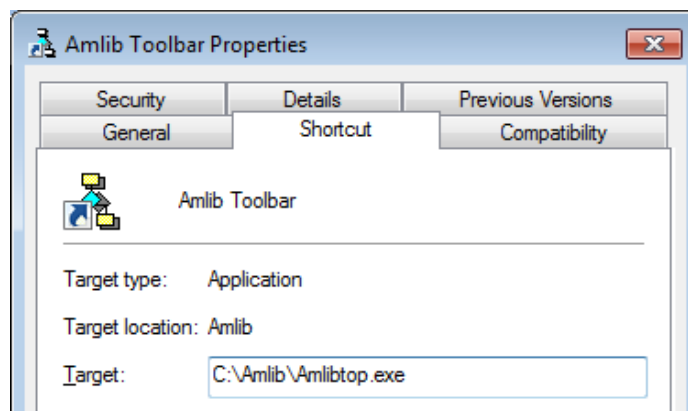 Amlib Toolbar Properties
Security Details Previous Versions
General Shortcut Compatibility
Amlib Toolbar
Target type: Application
Target location: Amlib
Target: C:\Amlib\Amlibtop.exe